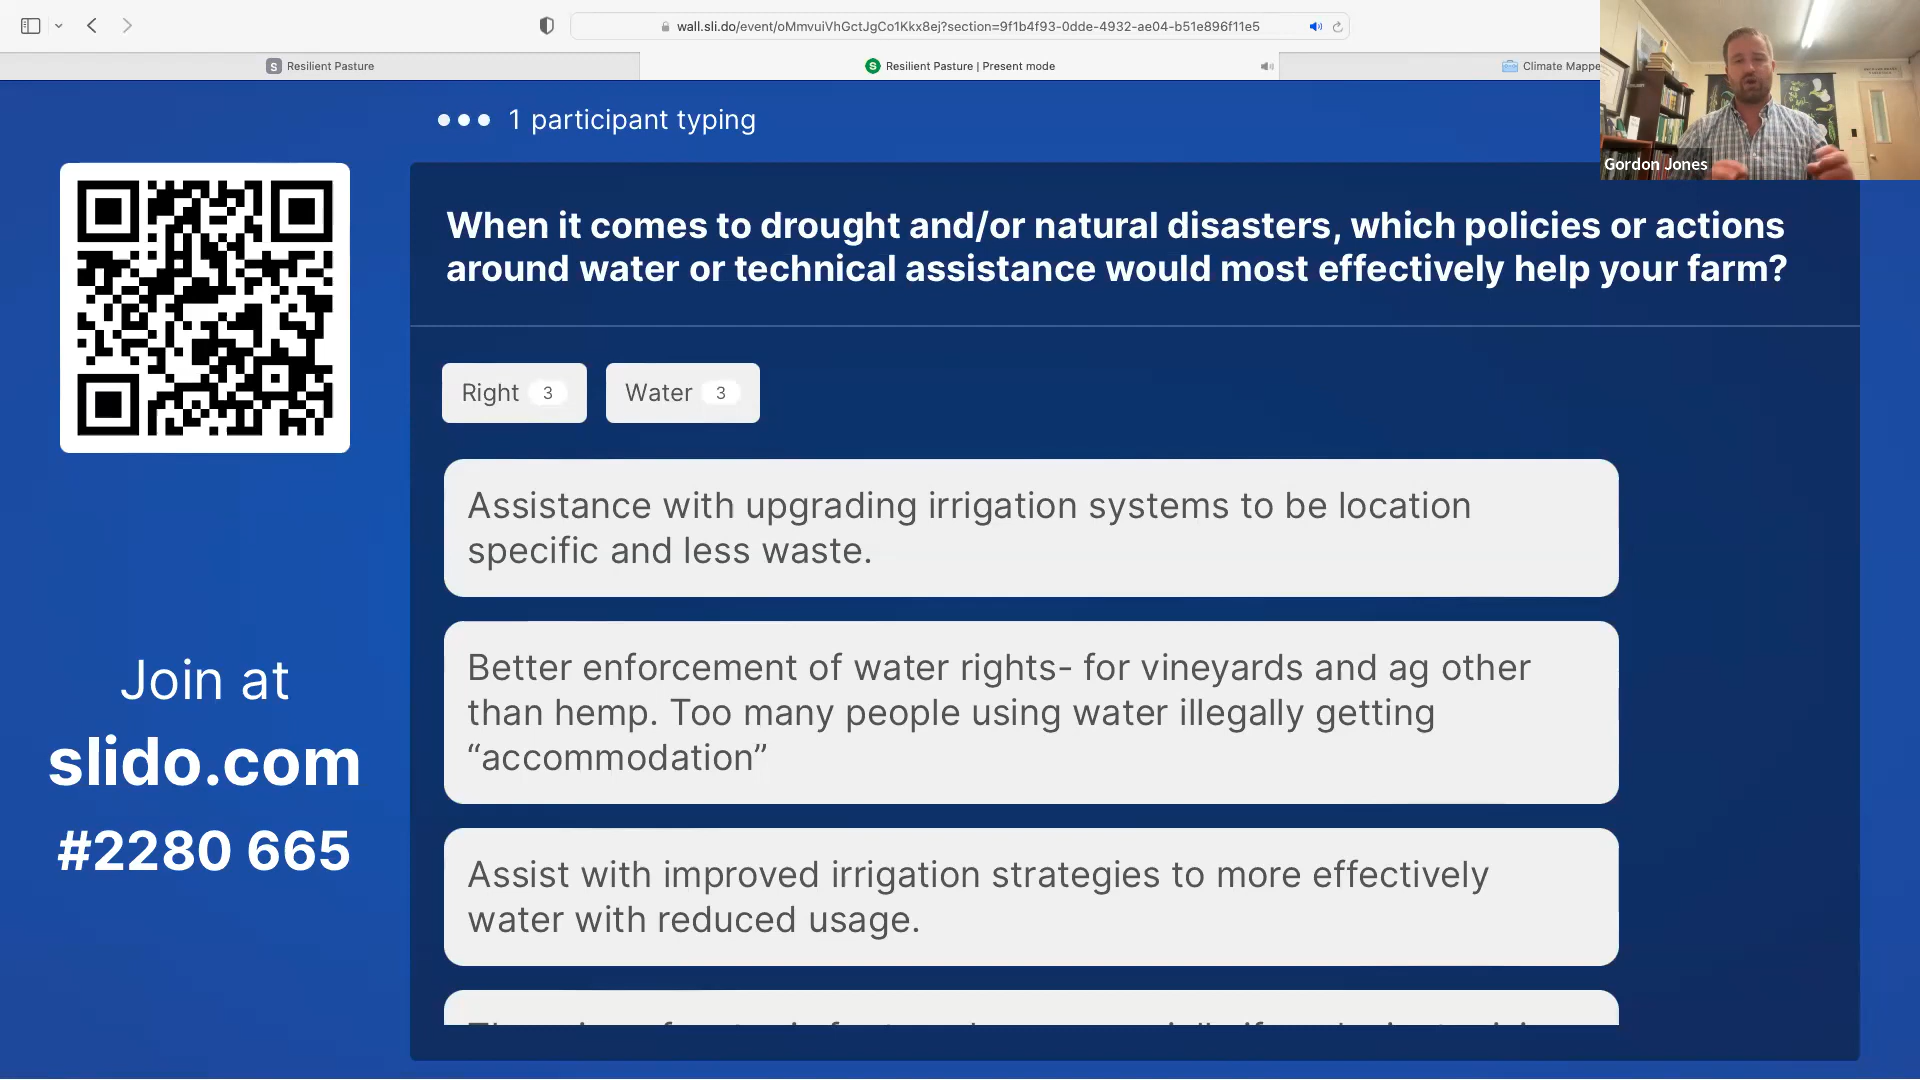 wall.sli.do/event/oMmvuiVhGctJgCo1Kkx8ej?section=9f1b4f93-0dde-4932-ae04-b51e896f11e5
S Resilient Pasture
S Resilient Pasture | Present mode
Climate Mappe
1 participant typing
Gordon Jones
When it comes to drought and/or natural disasters, which policies or actions
around water or technical assistance would most effectively help your farm?
Right 3
Water 3
Assistance with upgrading irrigation systems to be location
specific and less waste.
Better enforcement of water rights- for vineyards and ag other
than hemp. Too many people using water illegally getting
“accommodation”
Assist with improved irrigation strategies to more effectively
water with reduced usage.
Join at
slido.com
#2280 665